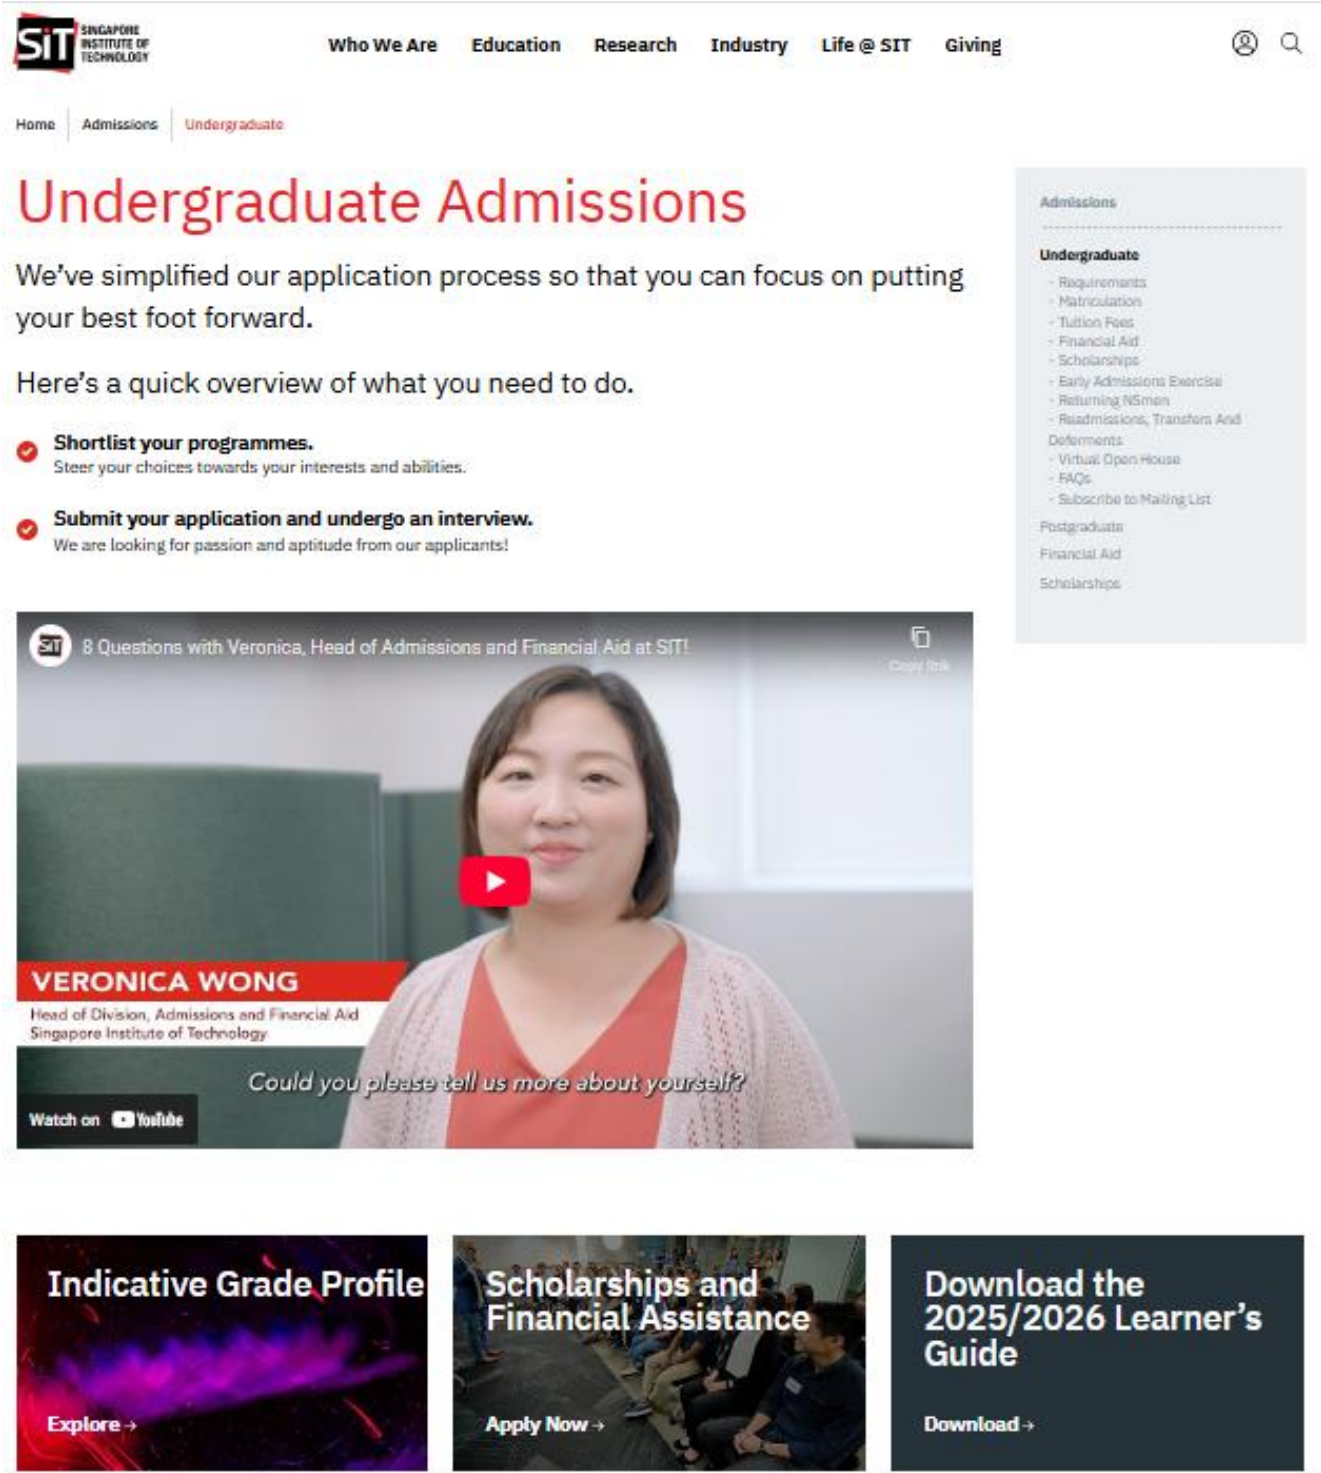 SiT
SINGAPORE
INSTITUTE OF
TECHNOLOGY
Who We Are Education Research Industry Life @ SIT Giving
Home Admissions Undergraduate
Undergraduate Admissions
We've simplified our application process so that you can focus on putting
your best foot forward.
Here's a quick overview of what you need to do.
Shortlist your programmes.
Steer your choices towards your interests and abilities.
Submit your application and undergo an interview.
We are looking for passion and aptitude from our applicants!
Admissions
Undergraduate
- Requirements
- Matriculation
- Tuition Fees
- Financial Aid
- Scholarships
- Early Admissions Exercise
- Returning NSmen
- Readmissions, Transfers And
Deferments
- Virtual Open House
- FAQs
- Subscribe to Mailing List
Postgraduate
Financial Aid
Scholarships
SiT
8 Questions with Veronica, Head of Admissions and Financial Aid at SIT!
Copy link
VERONICA WONG
Head of Division, Admissions and Financial Aid
Singapore Institute of Technology
Could you please tell us more about yourself?
Watch on YouTube
Indicative Grade Profile
Explore →
Scholarships and
Financial Assistance
Apply Now →
Download the
2025/2026 Learner's
Guide
Download →